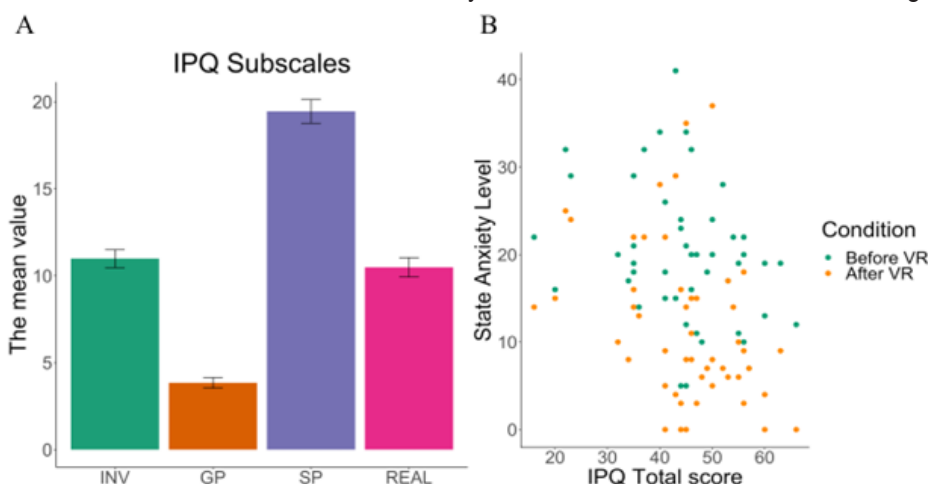 A
IPQ Subscales
The mean value
20
15
10
5
0
INV GP SP REAL
B
State Anxiety Level
40
30
20
10
0
20 30 40 50 60
IPQ Total score
Condition
Before VR
After VR